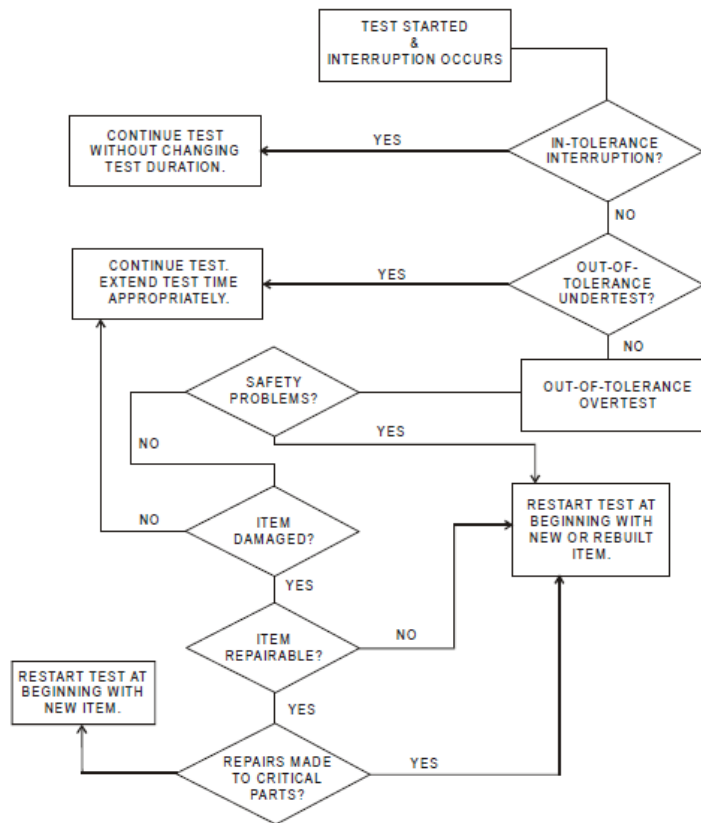 TEST STARTED
&
INTERRUPTION OCCURS
CONTINUE TEST
WITHOUT CHANGING
TEST DURATION.
YES
IN-TOLERANCE
INTERRUPTION?
NO
CONTINUE TEST.
EXTEND TEST TIME
APPROPRIATELY.
YES
OUT-OF-
TOLERANCE
UNDERTEST?
NO
SAFETY
PROBLEMS?
OUT-OF-TOLERANCE
OVERTEST
YES
NO
NO
ITEM
DAMAGED?
RESTART TEST AT
BEGINNING WITH
NEW OR REBUILT
ITEM.
YES
ITEM
REPAIRABLE?
NO
RESTART TEST AT
BEGINNING WITH
NEW ITEM.
YES
REPAIRS MADE
TO CRITICAL
PARTS?
YES